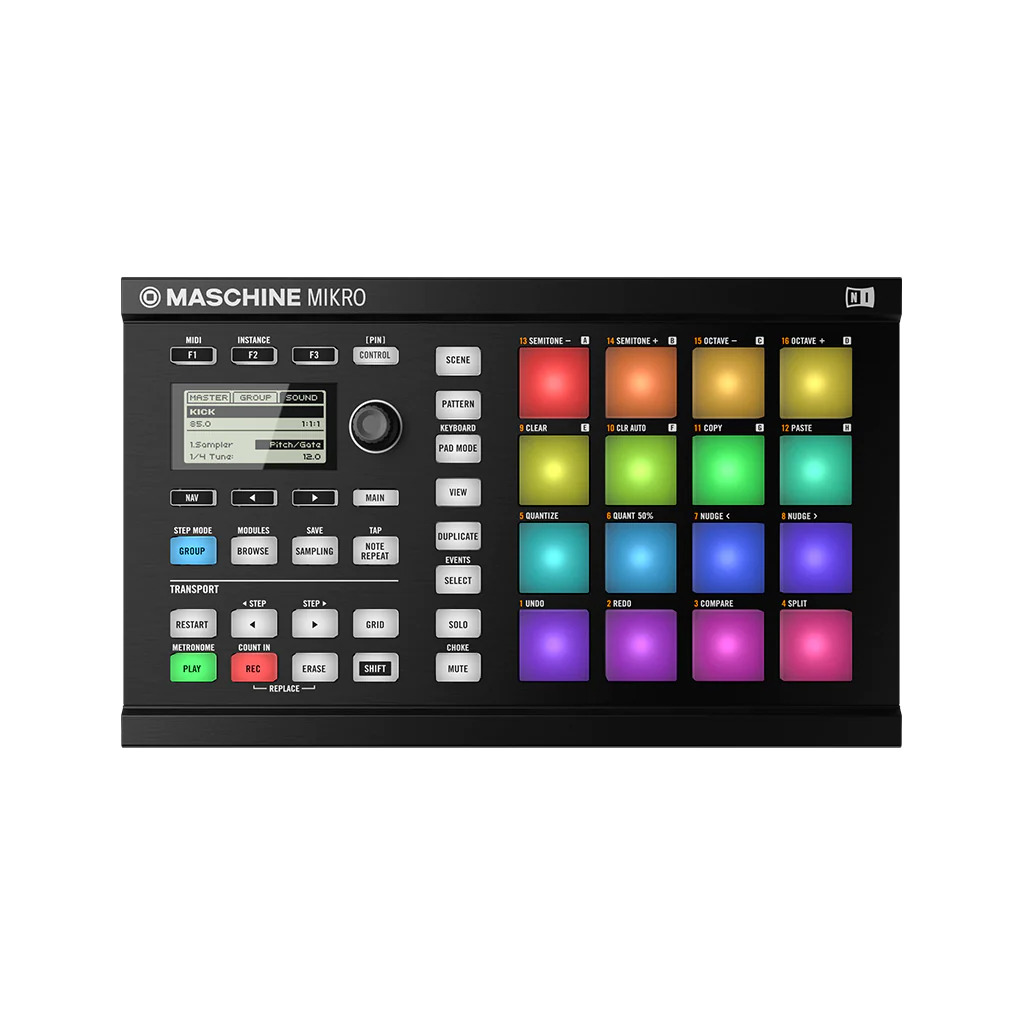 MASCHINE MIKRO
NI
MIDI INSTANCE [PIN]
F1 F2 F3 CONTROL
MASTER GROUP SOUND
KICK
85.0 1:1:1
1.Sampler Pitch/Gate
1/4 Tune: 12.0
NAV MAIN
STEP MODE MODULES SAVE TAP
GROUP BROWSE SAMPLING NOTE REPEAT
TRANSPORT
STEP STEP
RESTART GRID
METRONOME COUNT IN
PLAY REC ERASE SHIFT
REPLACE
SCENE
PATTERN
KEYBOARD
PAD MODE
VIEW
DUPLICATE
EVENTS
SELECT
SOLO
CHOKE
MUTE
13 SEMITONE − A 14 SEMITONE + B 15 OCTAVE − C 16 OCTAVE + D
9 CLEAR E 10 CLR AUTO F 11 COPY G 12 PASTE H
5 QUANTIZE 6 QUANT 50% 7 NUDGE < 8 NUDGE >
1 UNDO 2 REDO 3 COMPARE 4 SPLIT